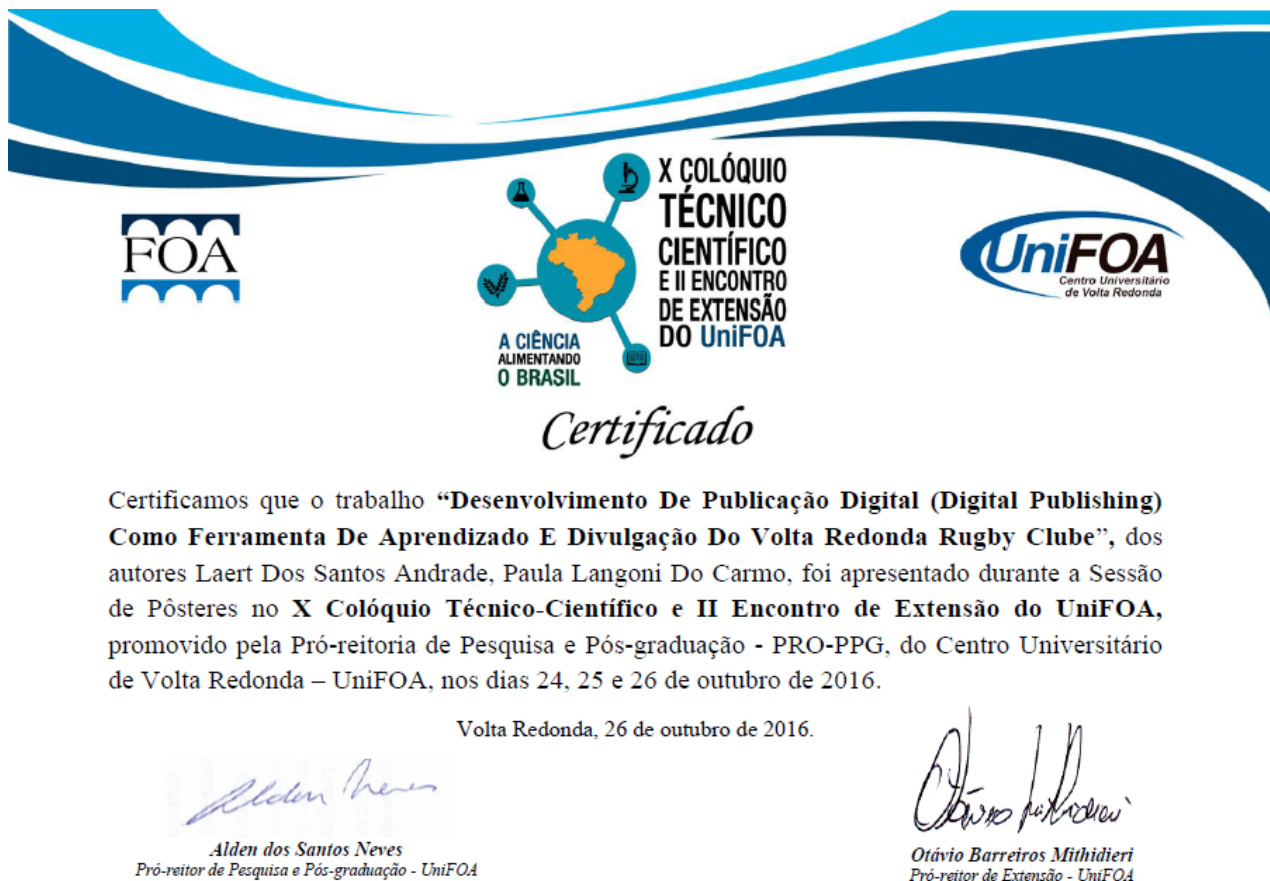 FOA
A CIÊNCIA
ALIMENTANDO
O BRASIL
X COLÓQUIO
TÉCNICO
CIENTÍFICO
E II ENCONTRO
DE EXTENSÃO
DO UniFOA
UniFOA
Centro Universitário
de Volta Redonda
Certificado
Certificamos que o trabalho “Desenvolvimento De Publicação Digital (Digital Publishing)
Como Ferramenta De Aprendizado E Divulgação Do Volta Redonda Rugby Clube”, dos
autores Laert Dos Santos Andrade, Paula Langoni Do Carmo, foi apresentado durante a Sessão
de Pôsteres no X Colóquio Técnico-Científico e II Encontro de Extensão do UniFOA,
promovido pela Pró-reitoria de Pesquisa e Pós-graduação - PRO-PPG, do Centro Universitário
de Volta Redonda – UniFOA, nos dias 24, 25 e 26 de outubro de 2016.
Volta Redonda, 26 de outubro de 2016.
Alden Neves
Alden dos Santos Neves
Pró-reitor de Pesquisa e Pós-graduação - UniFOA
Otávio Barreiros Mithidieri
Pró-reitor de Extensão - UniFOA